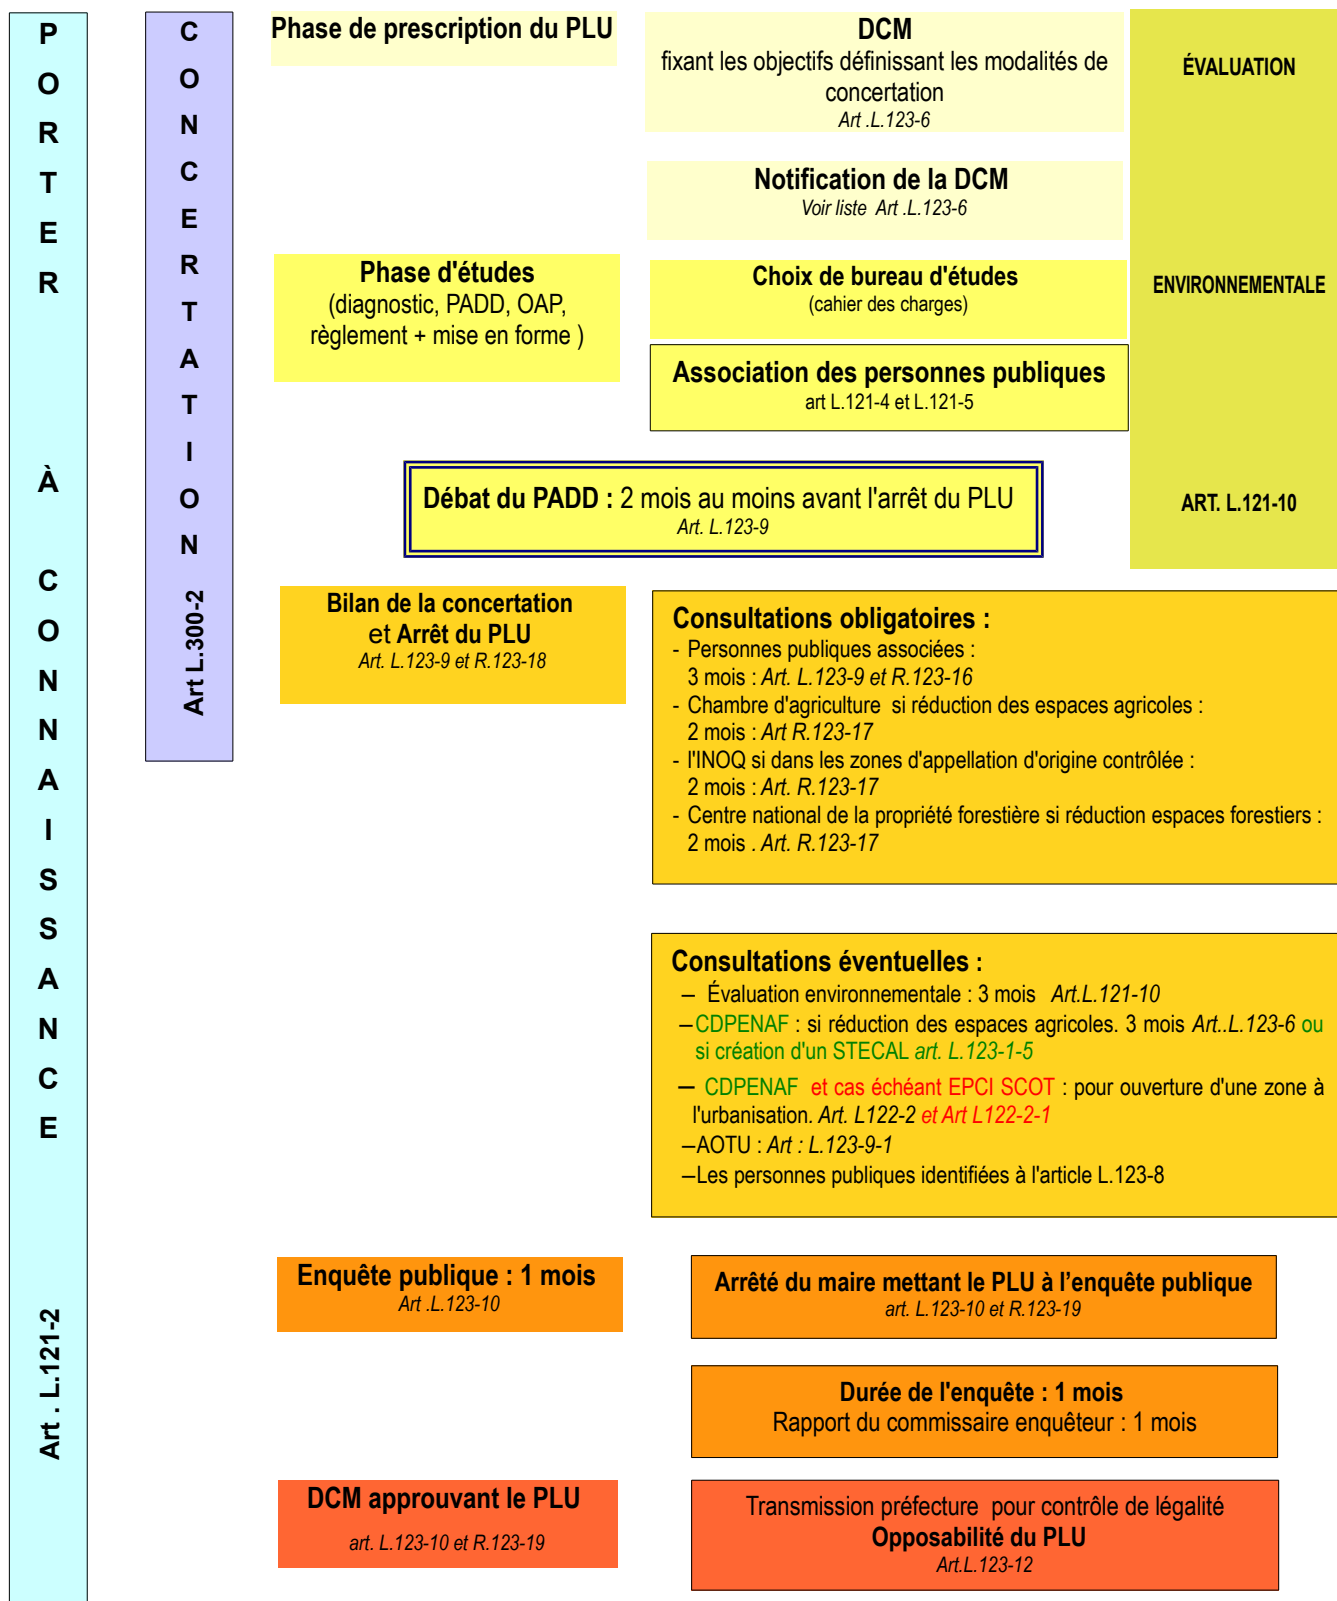 PORTER À CONNAISSANCE Art . L.121-2
CONCERTATION Art L.300-2
Phase de prescription du PLU
DCM
fixant les objectifs définissant les modalités de
concertation
Art .L.123-6
ÉVALUATION
Notification de la DCM
Voir liste Art .L.123-6
Phase d'études
(diagnostic, PADD, OAP,
règlement + mise en forme )
Choix de bureau d'études
(cahier des charges)
ENVIRONNEMENTALE
Association des personnes publiques
art L.121-4 et L.121-5
Débat du PADD : 2 mois au moins avant l'arrêt du PLU
Art. L.123-9
ART. L.121-10
Bilan de la concertation
et Arrêt du PLU
Art. L.123-9 et R.123-18
Consultations obligatoires :
- Personnes publiques associées :
3 mois : Art. L.123-9 et R.123-16
- Chambre d'agriculture si réduction des espaces agricoles :
2 mois : Art R.123-17
- l'INOQ si dans les zones d'appellation d'origine contrôlée :
2 mois : Art. R.123-17
- Centre national de la propriété forestière si réduction espaces forestiers :
2 mois . Art. R.123-17
Consultations éventuelles :
– Évaluation environnementale : 3 mois Art.L.121-10
–CDPENAF : si réduction des espaces agricoles. 3 mois Art..L.123-6 ou
si création d'un STECAL art. L.123-1-5
– CDPENAF et cas échéant EPCI SCOT : pour ouverture d'une zone à
l'urbanisation. Art. L122-2 et Art L122-2-1
–AOTU : Art : L.123-9-1
–Les personnes publiques identifiées à l'article L.123-8
Enquête publique : 1 mois
Art .L.123-10
Arrêté du maire mettant le PLU à l’enquête publique
art. L.123-10 et R.123-19
Durée de l'enquête : 1 mois
Rapport du commissaire enquêteur : 1 mois
DCM approuvant le PLU
art. L.123-10 et R.123-19
Transmission préfecture pour contrôle de légalité
Opposabilité du PLU
Art.L.123-12